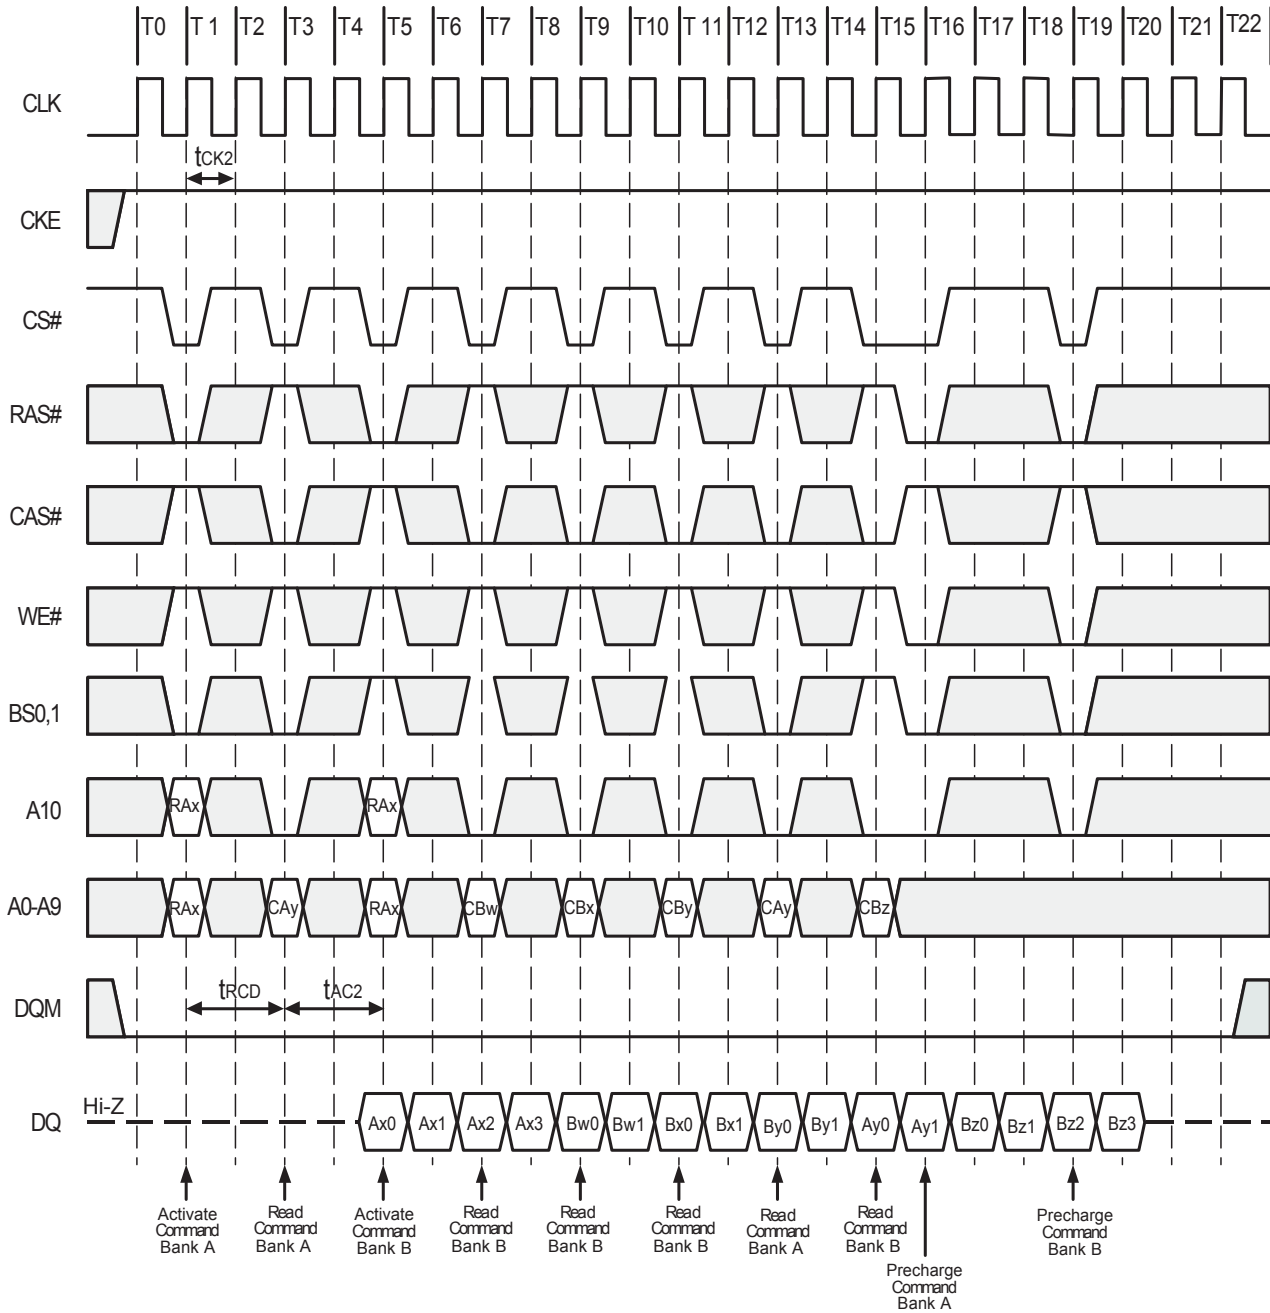 T0 T 1 T2 T3 T4 T5 T6 T7 T8 T9 T10 T 11 T12 T13 T14 T15 T16 T17 T18 T19 T20 T21 T22
CLK
tCK2
CKE
CS#
RAS#
CAS#
WE#
BS0,1
A10
RAx RAx
A0-A9
RAx CAy RAx CBw CBx CBy CAy CBz
DQM
tRCD tAC2
DQ
Hi-Z
Ax0 Ax1 Ax2 Ax3 Bw0 Bw1 Bx0 Bx1 By0 By1 Ay0 Ay1 Bz0 Bz1 Bz2 Bz3
Activate
Command
Bank A
Read
Command
Bank A
Activate
Command
Bank B
Read
Command
Bank B
Read
Command
Bank B
Read
Command
Bank B
Read
Command
Bank A
Read
Command
Bank B
Precharge
Command
Bank A
Precharge
Command
Bank B